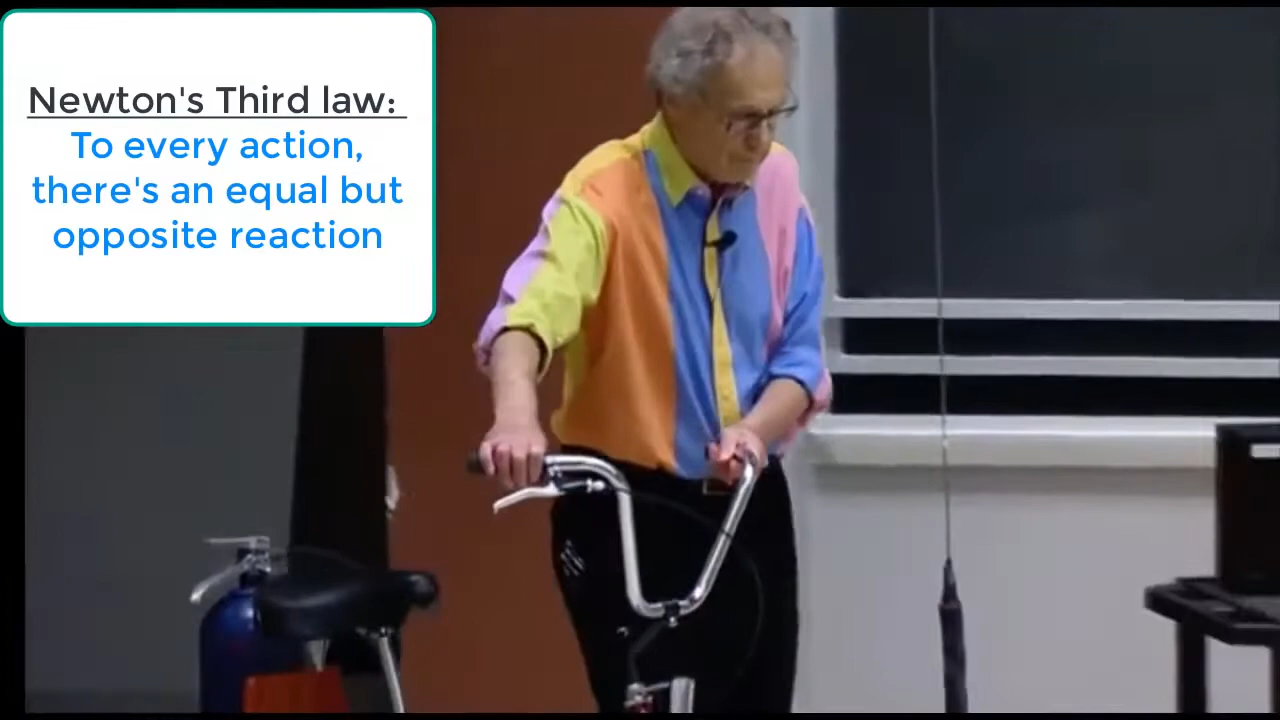 Newton's Third law:
To every action,
there's an equal but
opposite reaction